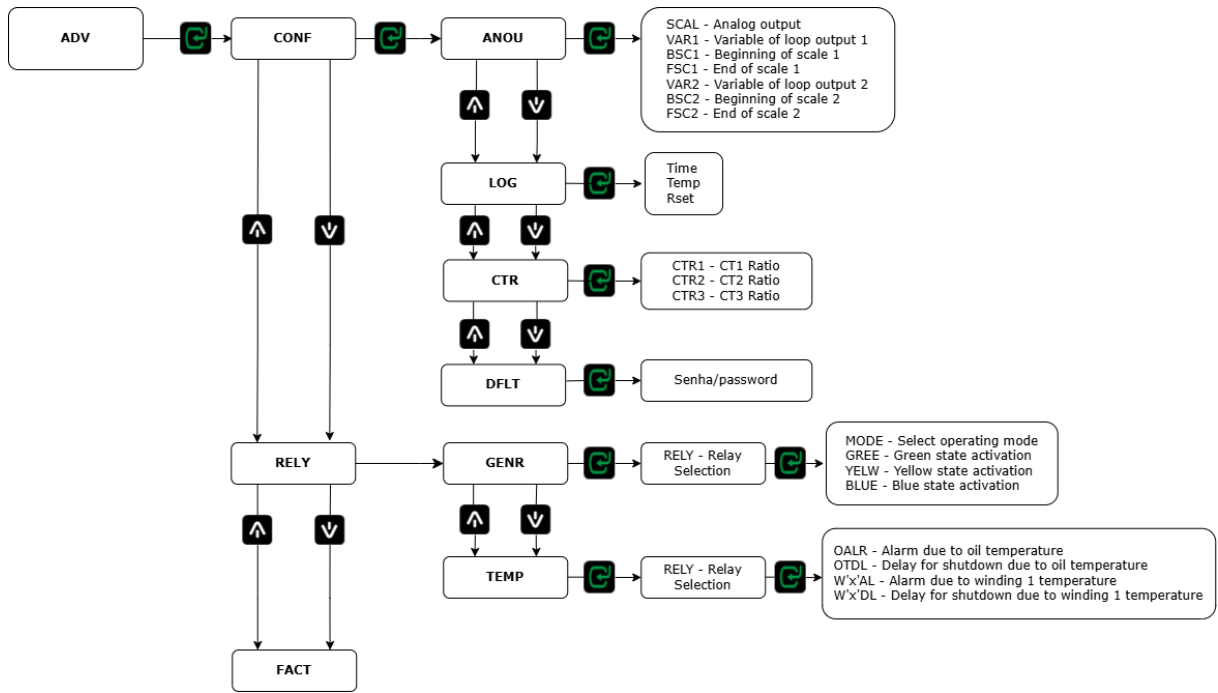 ADV
CONF
ANOU
SCAL - Analog output
VAR1 - Variable of loop output 1
BSC1 - Beginning of scale 1
FSC1 - End of scale 1
VAR2 - Variable of loop output 2
BSC2 - Beginning of scale 2
FSC2 - End of scale 2
LOG
Time
Temp
Rset
CTR
CTR1 - CT1 Ratio
CTR2 - CT2 Ratio
CTR3 - CT3 Ratio
DFLT
Senha/password
RELY
GENR
RELY - Relay
Selection
MODE - Select operating mode
GREE - Green state activation
YELW - Yellow state activation
BLUE - Blue state activation
TEMP
RELY - Relay
Selection
OALR - Alarm due to oil temperature
OTDL - Delay for shutdown due to oil temperature
W'x'AL - Alarm due to winding 1 temperature
W'x'DL - Delay for shutdown due to winding 1 temperature
FACT